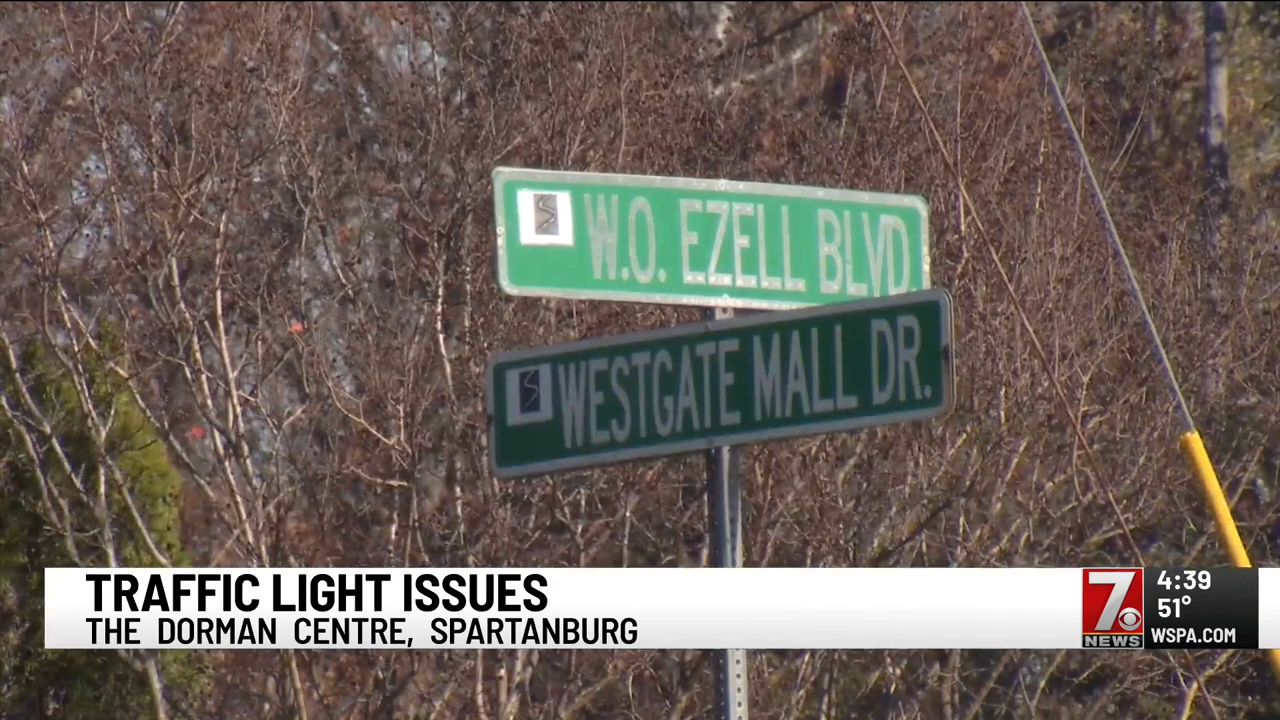 W.O. EZELL BLVD.
WESTGATE MALL DR.
TRAFFIC LIGHT ISSUES
THE DORMAN CENTRE, SPARTANBURG
7
NEWS
4:39
51°
WSPA.COM